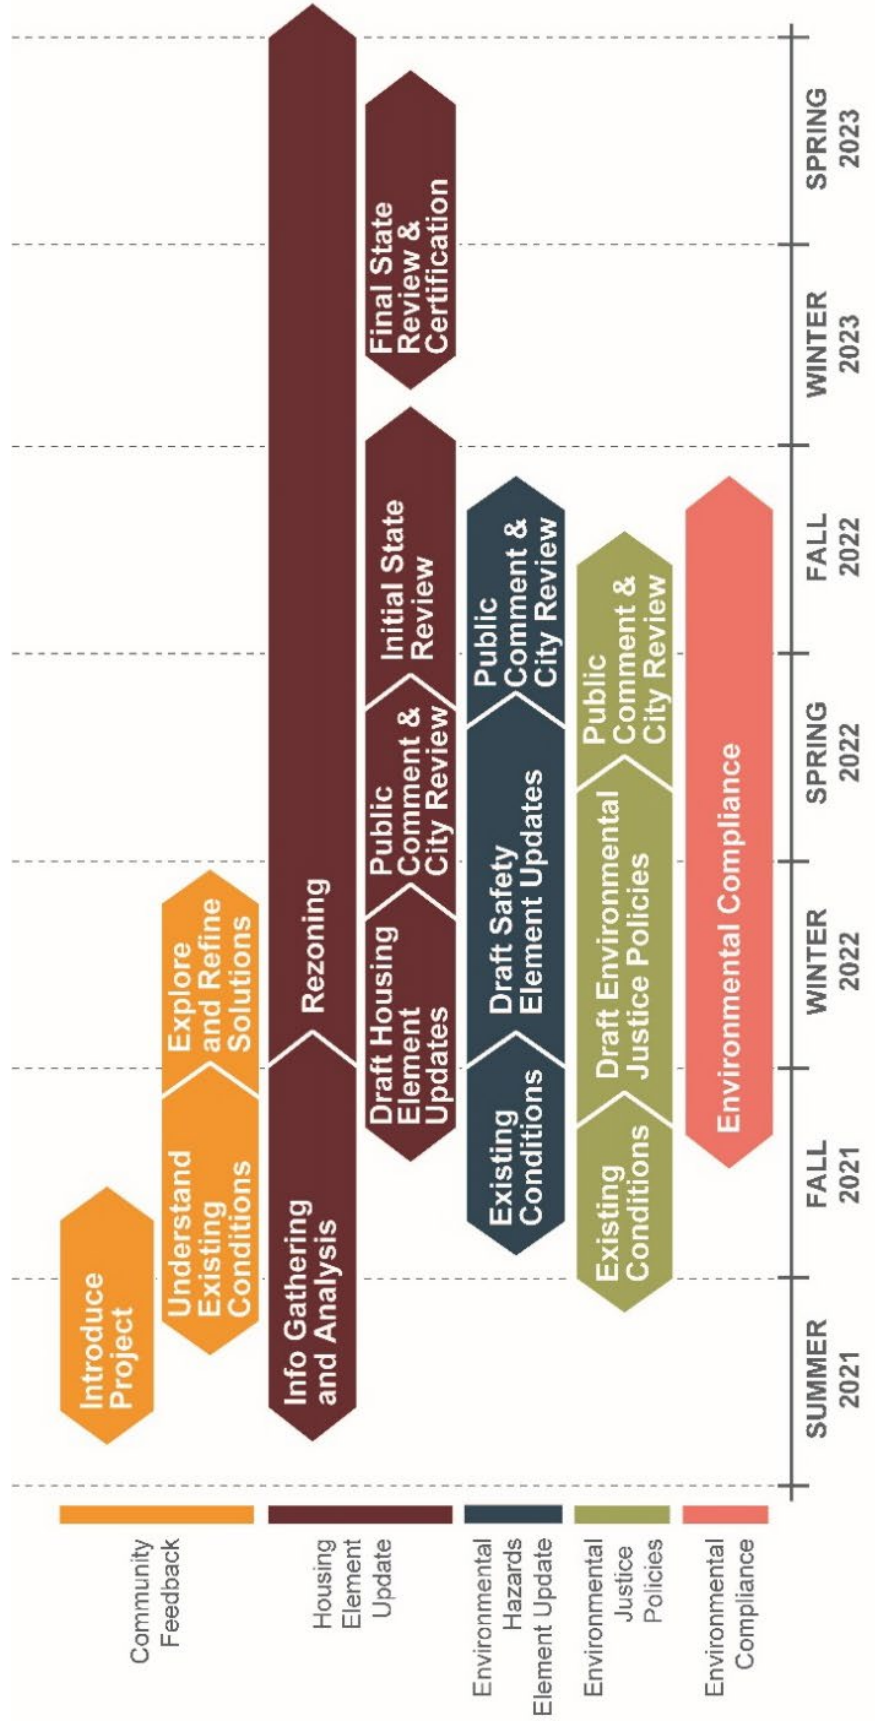 Community
Feedback
Introduce
Project
Understand
Existing
Conditions
Explore
and Refine
Solutions
Housing
Element
Update
Info Gathering
and Analysis
Rezoning
Draft Housing
Element
Updates
Public
Comment &
City Review
Initial State
Review
Final State
Review &
Certification
Environmental
Hazards
Element Update
Existing
Conditions
Draft Safety
Element Updates
Public
Comment &
City Review
Environmental
Justice
Policies
Existing
Conditions
Draft Environmental
Justice Policies
Public
Comment &
City Review
Environmental
Compliance
Environmental Compliance
SUMMER
2021
FALL
2021
WINTER
2022
SPRING
2022
FALL
2022
WINTER
2023
SPRING
2023